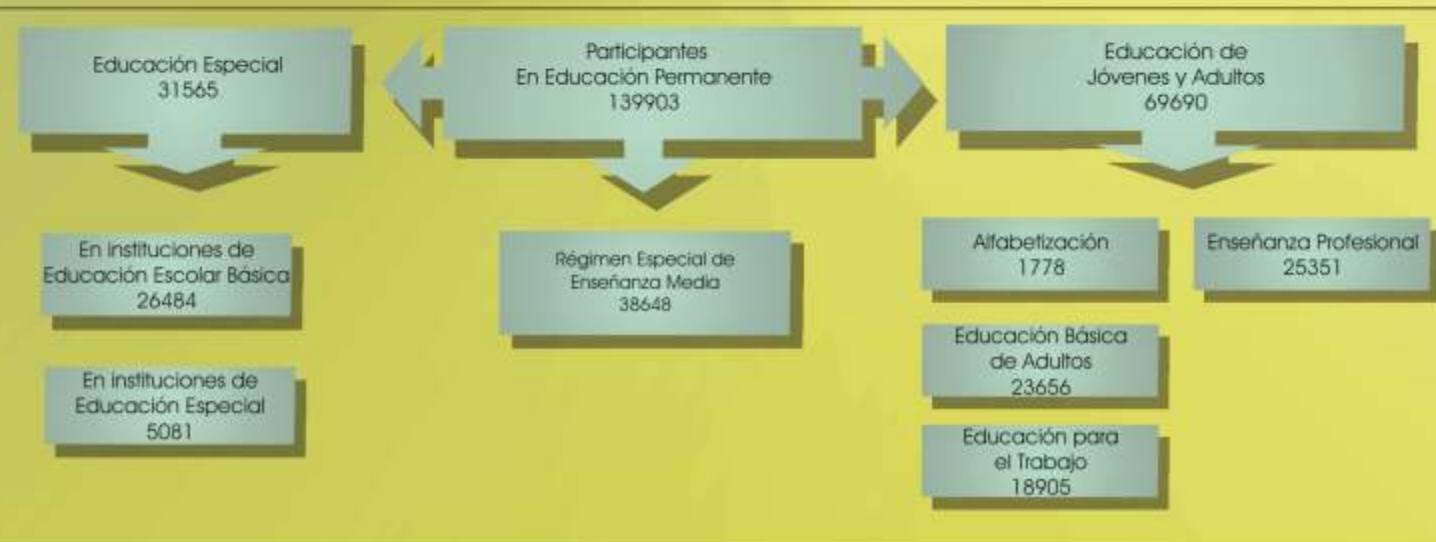 Educación Especial
31565
Participantes
En Educación Permanente
139903
Educación de
Jóvenes y Adultos
69690
En instituciones de
Educación Escolar Básica
26484
En instituciones de
Educación Especial
5081
Régimen Especial de
Enseñanza Media
38648
Alfabetización
1778
Enseñanza Profesional
25351
Educación Básica
de Adultos
23656
Educación para
el Trabajo
18905